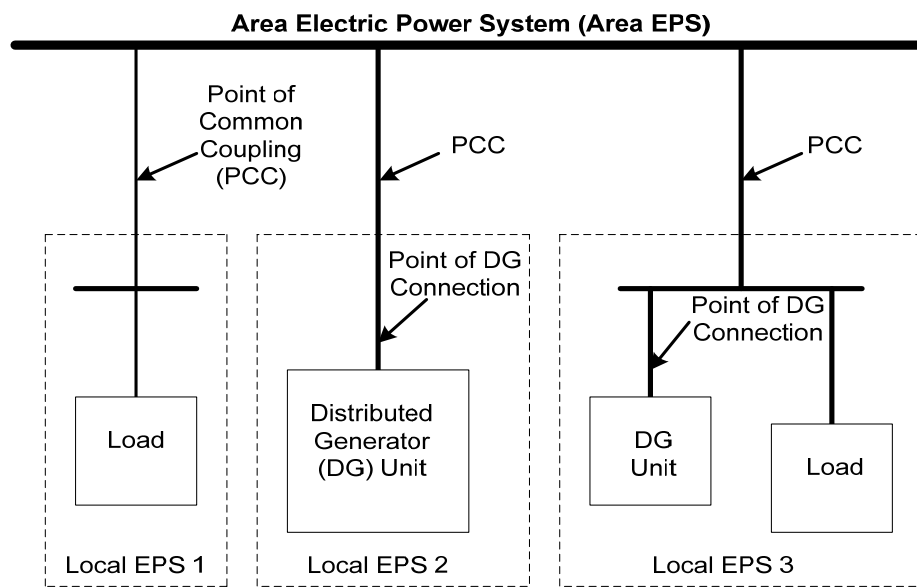 Area Electric Power System (Area EPS)
Point of
Common
Coupling
(PCC)
PCC
PCC
Point of DG
Connection
Point of DG
Connection
Load
Distributed
Generator
(DG) Unit
DG
Unit
Load
Local EPS 1
Local EPS 2
Local EPS 3